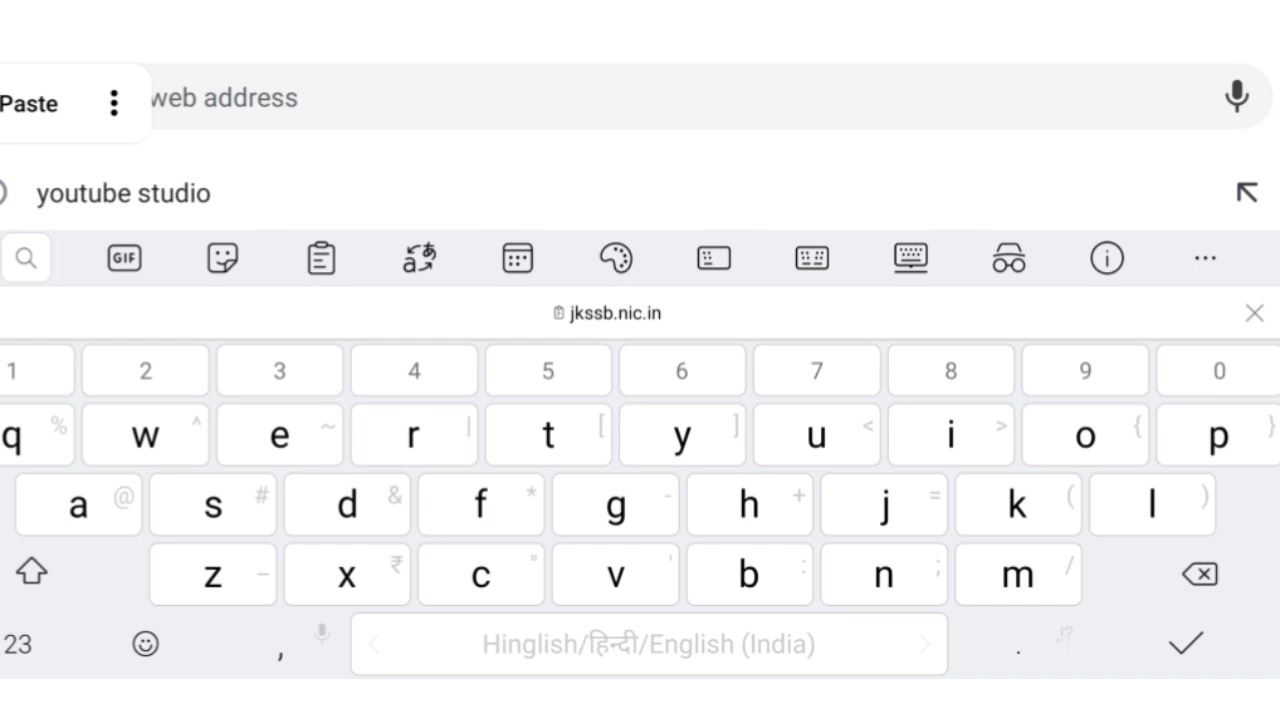 Paste web address
youtube studio
GIF
jkssb.nic.in
1 2 3 4 5 6 7 8 9 0
q % w ^ e ~ r | t [ y ] u < i > o { p }
a @ s # d & f * g - h + j = k ( l )
z _ x ₹ c " v ' b : n ; m /
23 , Hinglish/हिन्दी/English (India) . ,!?